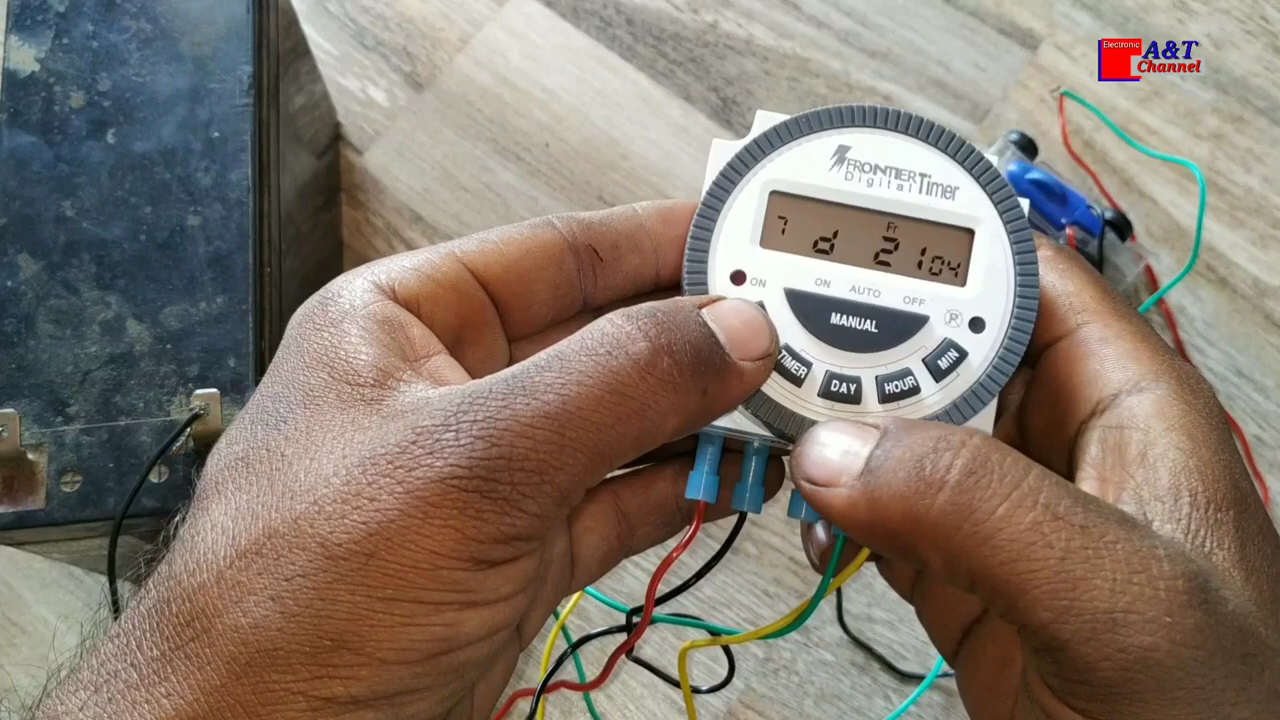 Electronic
A&T
Channel
FRONTIER
Digital Timer
Fr
7 d 21 04
ON
ON AUTO OFF
MANUAL
R
TIMER DAY HOUR MIN